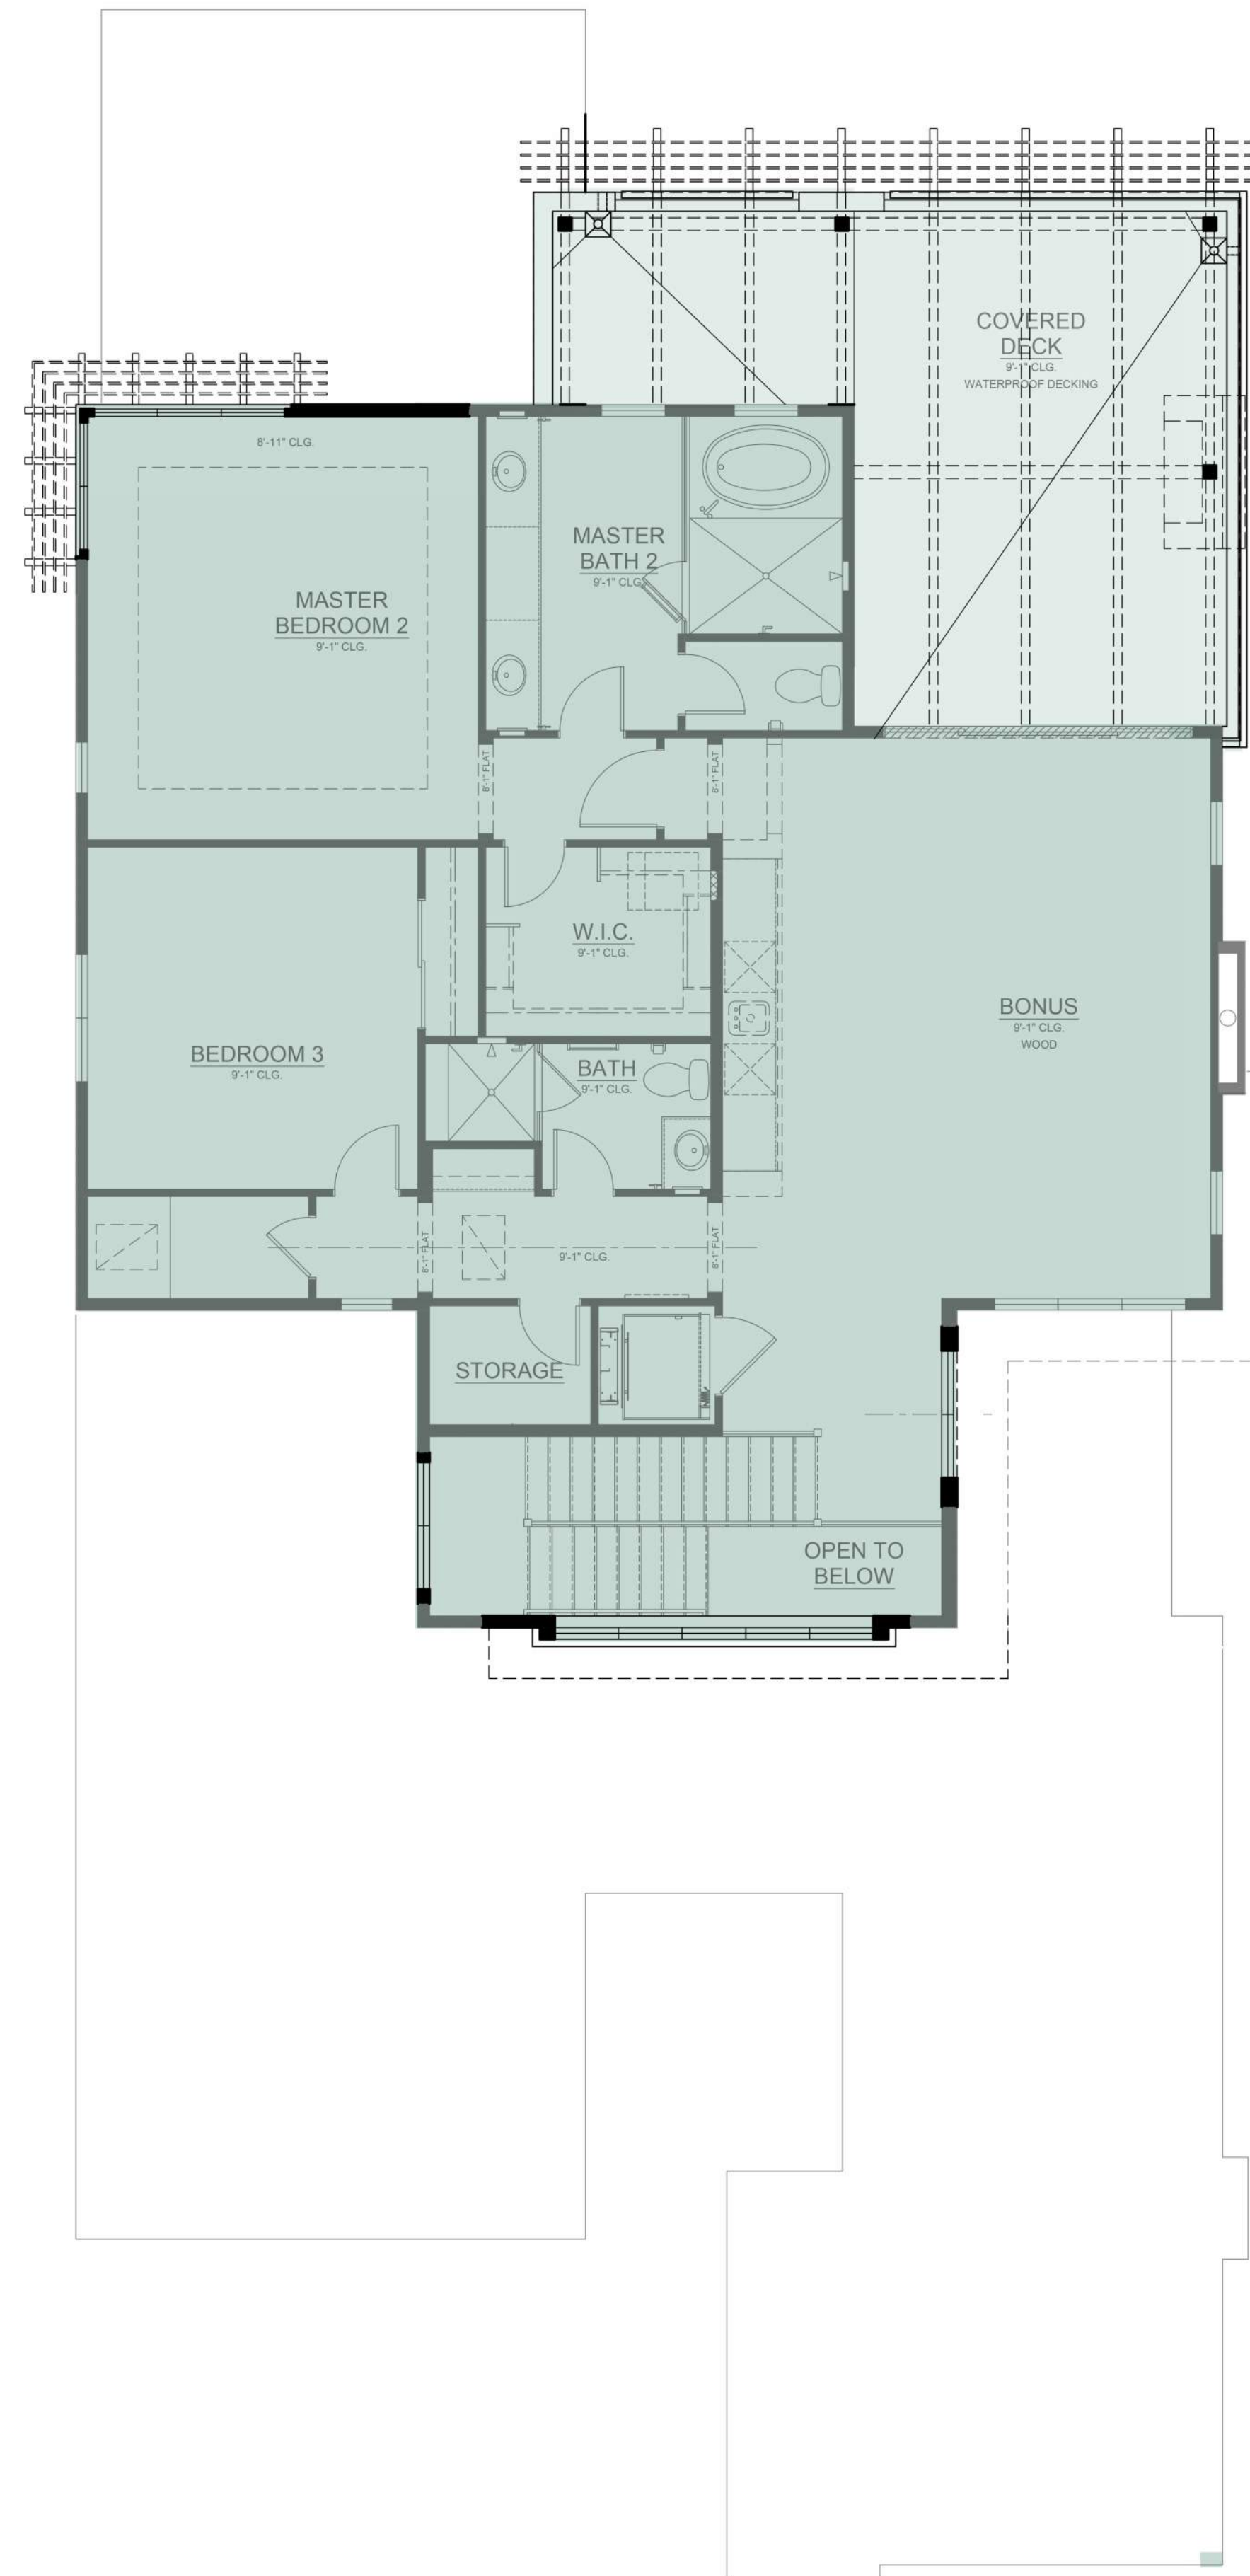 COVERED
DECK
9'-1" CLG.
WATERPROOF DECKING
8'-11" CLG.
MASTER
BATH 2
9'-1" CLG.
MASTER
BEDROOM 2
9'-1" CLG.
8'-1" FLAT
8'-1" FLAT
W.I.C.
9'-1" CLG.
BONUS
9'-1" CLG.
WOOD
BEDROOM 3
9'-1" CLG.
BATH
9'-1" CLG.
8'-1" FLAT
9'-1" CLG.
8'-1" FLAT
STORAGE
OPEN TO
BELOW